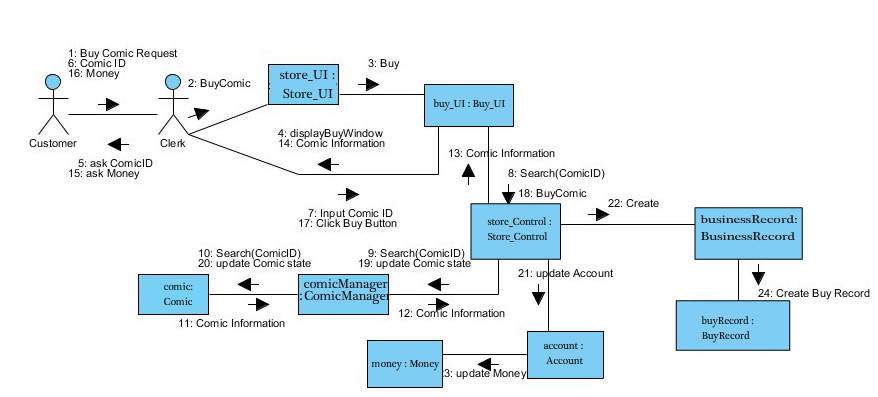 1: Buy Comic Request
6: Comic ID
16: Money
2: BuyComic
store_UI :
Store_UI
3: Buy
buy_UI : Buy_UI
Customer
Clerk
4: displayBuyWindow
14: Comic Information
5: ask ComicID
15: ask Money
13: Comic Information
8: Search(ComicID)
18: BuyComic
7: Input Comic ID
17: Click Buy Button
22: Create
store_Control :
Store_Control
businessRecord:
BusinessRecord
10: Search(ComicID)
20: update Comic state
9: Search(ComicID)
19: update Comic state
21: update Account
comic:
Comic
comicManager
:ComicManager
24: Create Buy Record
11: Comic Information
12: Comic Information
buyRecord :
BuyRecord
account :
Account
money : Money
3: update Money